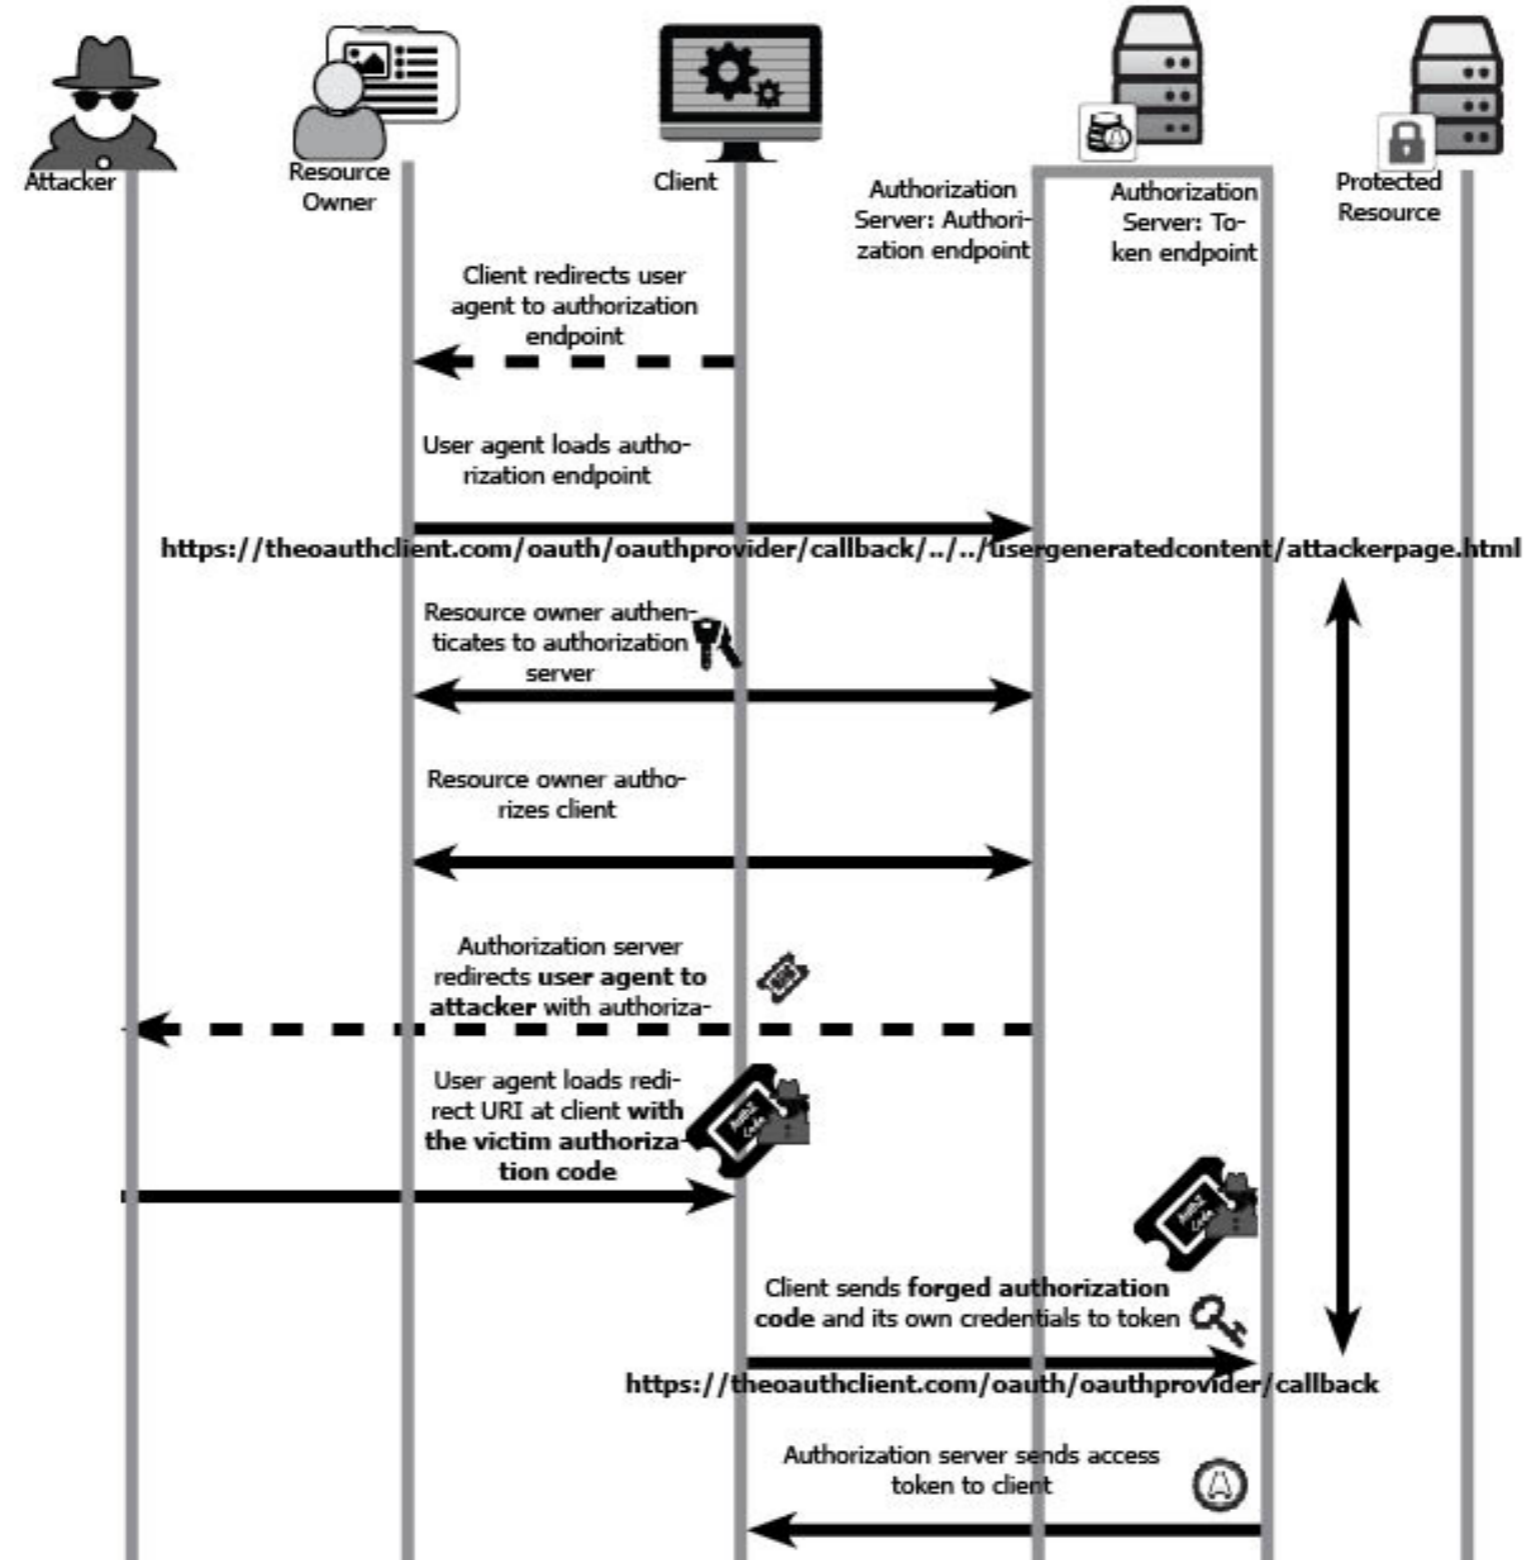 Attacker
Resource
Owner
Client
Authorization
Server: Authori-
zation endpoint
Authorization
Server: To-
ken endpoint
Protected
Resource
Client redirects user
agent to authorization
endpoint
User agent loads autho-
rization endpoint
https://theoauthclient.com/oauth/oauthprovider/callback/../../usergeneratedcontent/attackerpage.html
Resource owner authen-
ticates to authorization
server
Resource owner autho-
rizes client
Authorization server
redirects user agent to
attacker with authoriza-
User agent loads redi-
rect URI at client with
the victim authoriza-
tion code
AuthZ
Code
AuthZ
Code
Client sends forged authorization
code and its own credentials to token
https://theoauthclient.com/oauth/oauthprovider/callback
Authorization server sends access
token to client
A